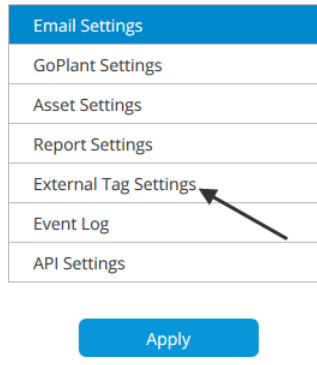 Email Settings
GoPlant Settings
Asset Settings
Report Settings
External Tag Settings
Event Log
API Settings
Apply